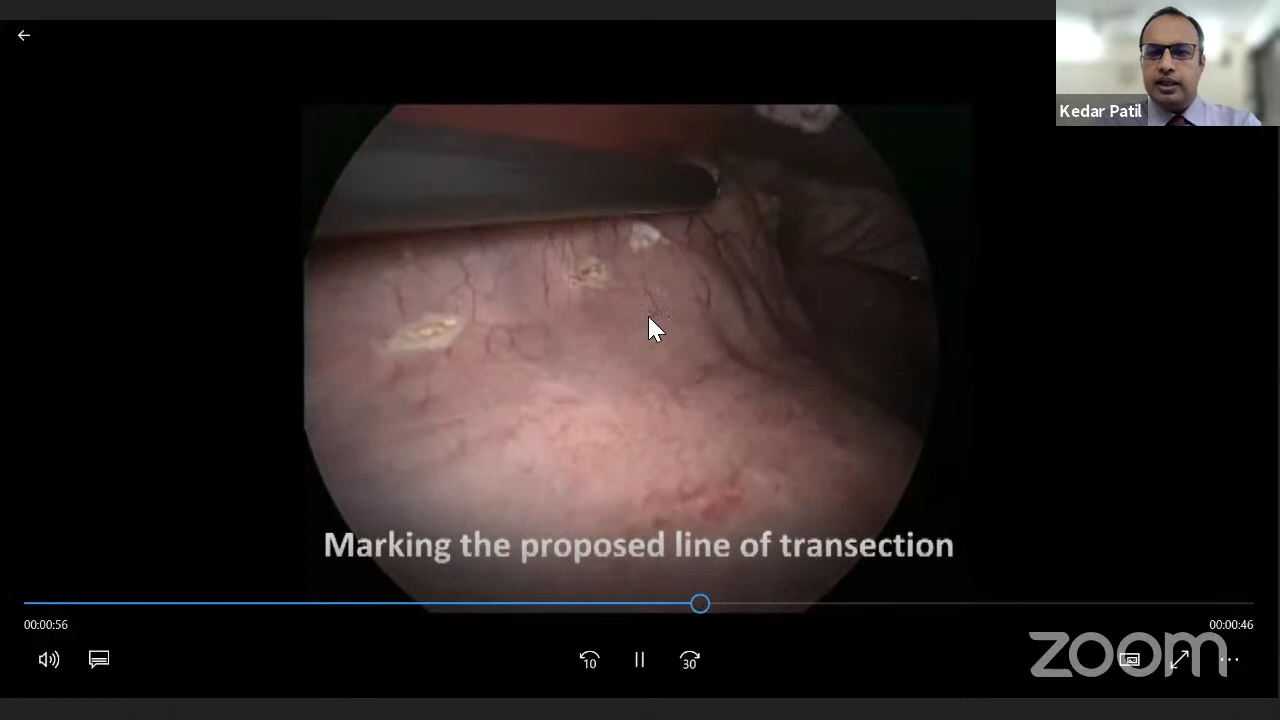 Kedar Patil
Marking the proposed line of transection
00:00:56
00:00:46
10
30
zoom